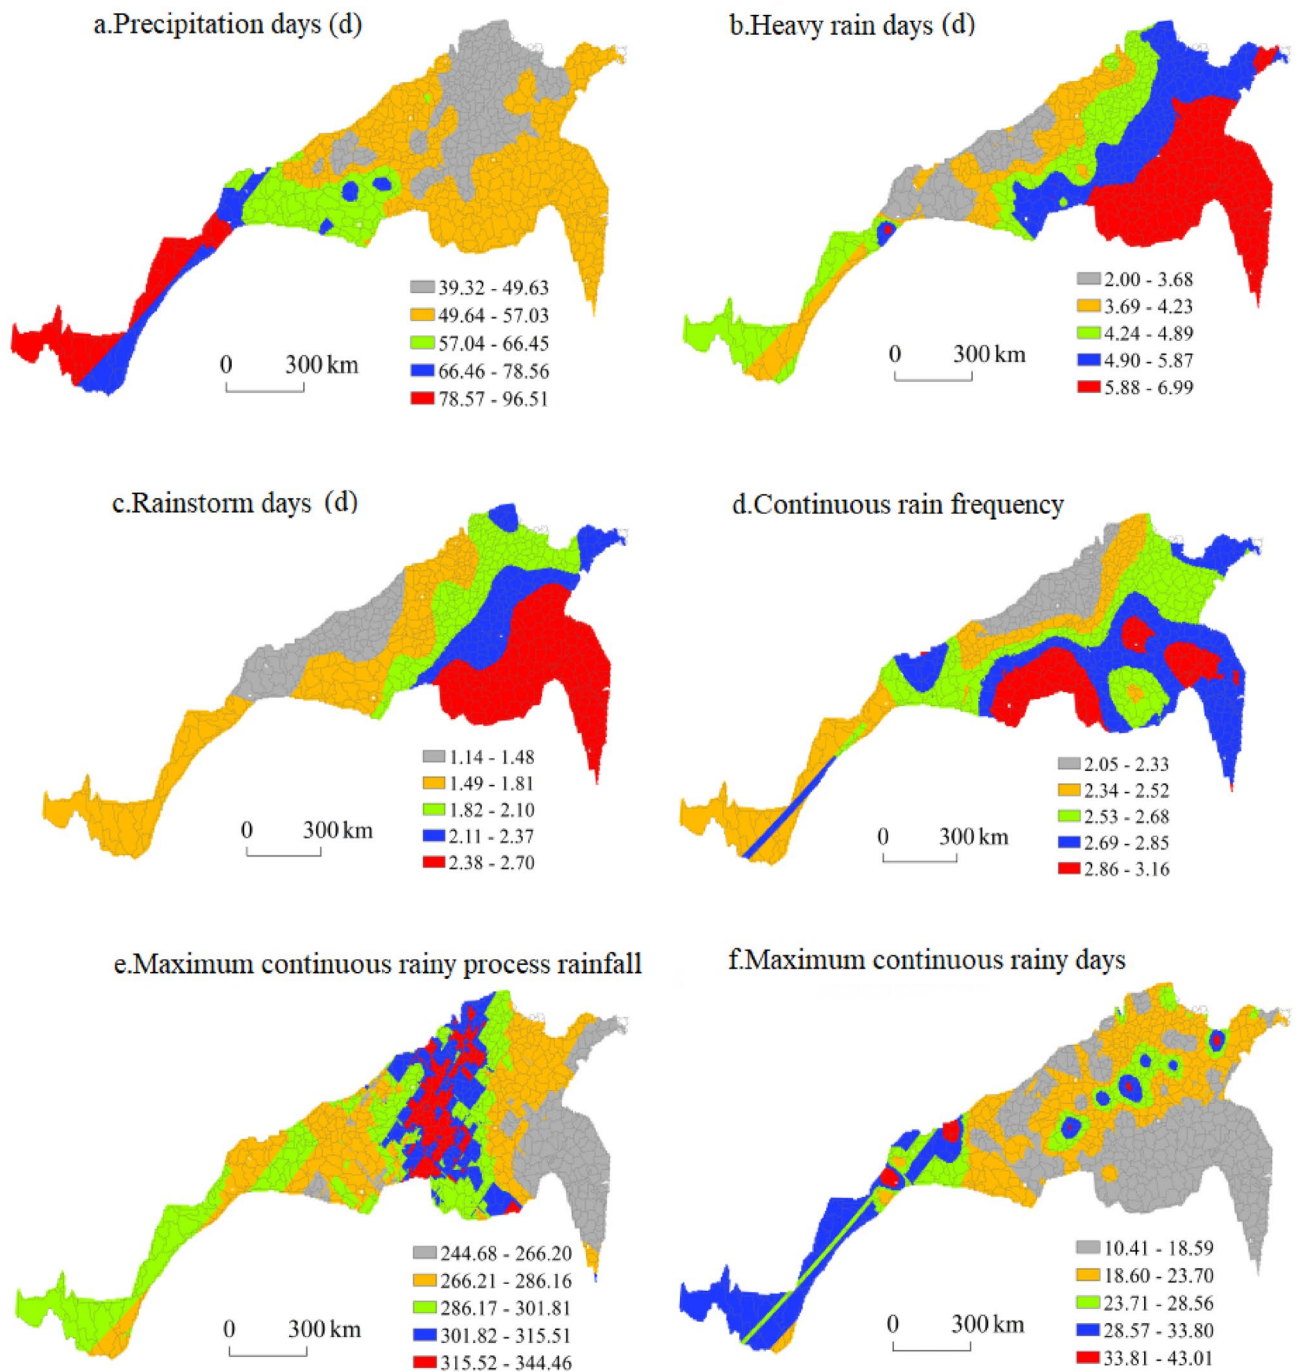 a.Precipitation days (d)
b.Heavy rain days (d)
39.32 - 49.63
49.64 - 57.03
57.04 - 66.45
66.46 - 78.56
78.57 - 96.51
0 300 km
2.00 - 3.68
3.69 - 4.23
4.24 - 4.89
4.90 - 5.87
5.88 - 6.99
0 300 km
c.Rainstorm days (d)
d.Continuous rain frequency
1.14 - 1.48
1.49 - 1.81
1.82 - 2.10
2.11 - 2.37
2.38 - 2.70
0 300 km
2.05 - 2.33
2.34 - 2.52
2.53 - 2.68
2.69 - 2.85
2.86 - 3.16
0 300 km
e.Maximum continuous rainy process rainfall
f.Maximum continuous rainy days
244.68 - 266.20
266.21 - 286.16
286.17 - 301.81
301.82 - 315.51
315.52 - 344.46
0 300 km
10.41 - 18.59
18.60 - 23.70
23.71 - 28.56
28.57 - 33.80
33.81 - 43.01
0 300 km